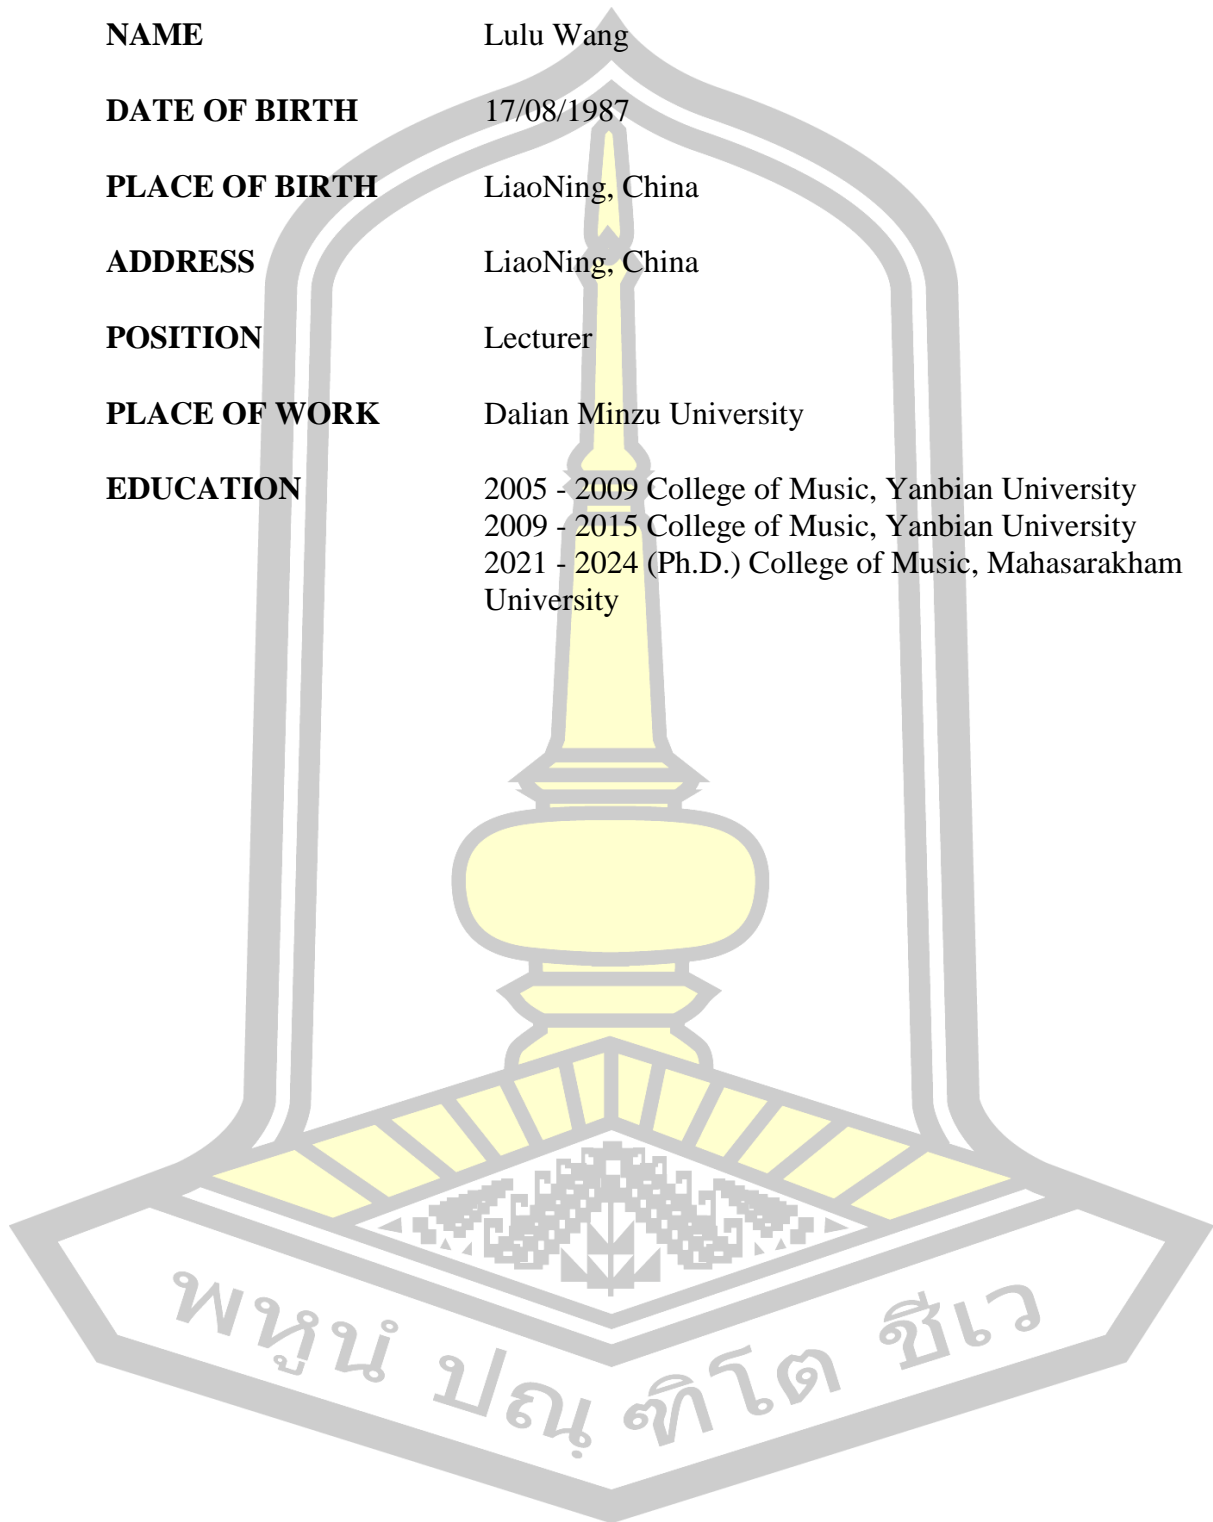 NAME Lulu Wang
DATE OF BIRTH 17/08/1987
PLACE OF BIRTH LiaoNing, China
ADDRESS LiaoNing, China
POSITION Lecturer
PLACE OF WORK Dalian Minzu University
EDUCATION 2005 - 2009 College of Music, Yanbian University
2009 - 2015 College of Music, Yanbian University
2021 - 2024 (Ph.D.) College of Music, Mahasarakham
University
พหูนํ ปณฺ ฑิโต ชีเว